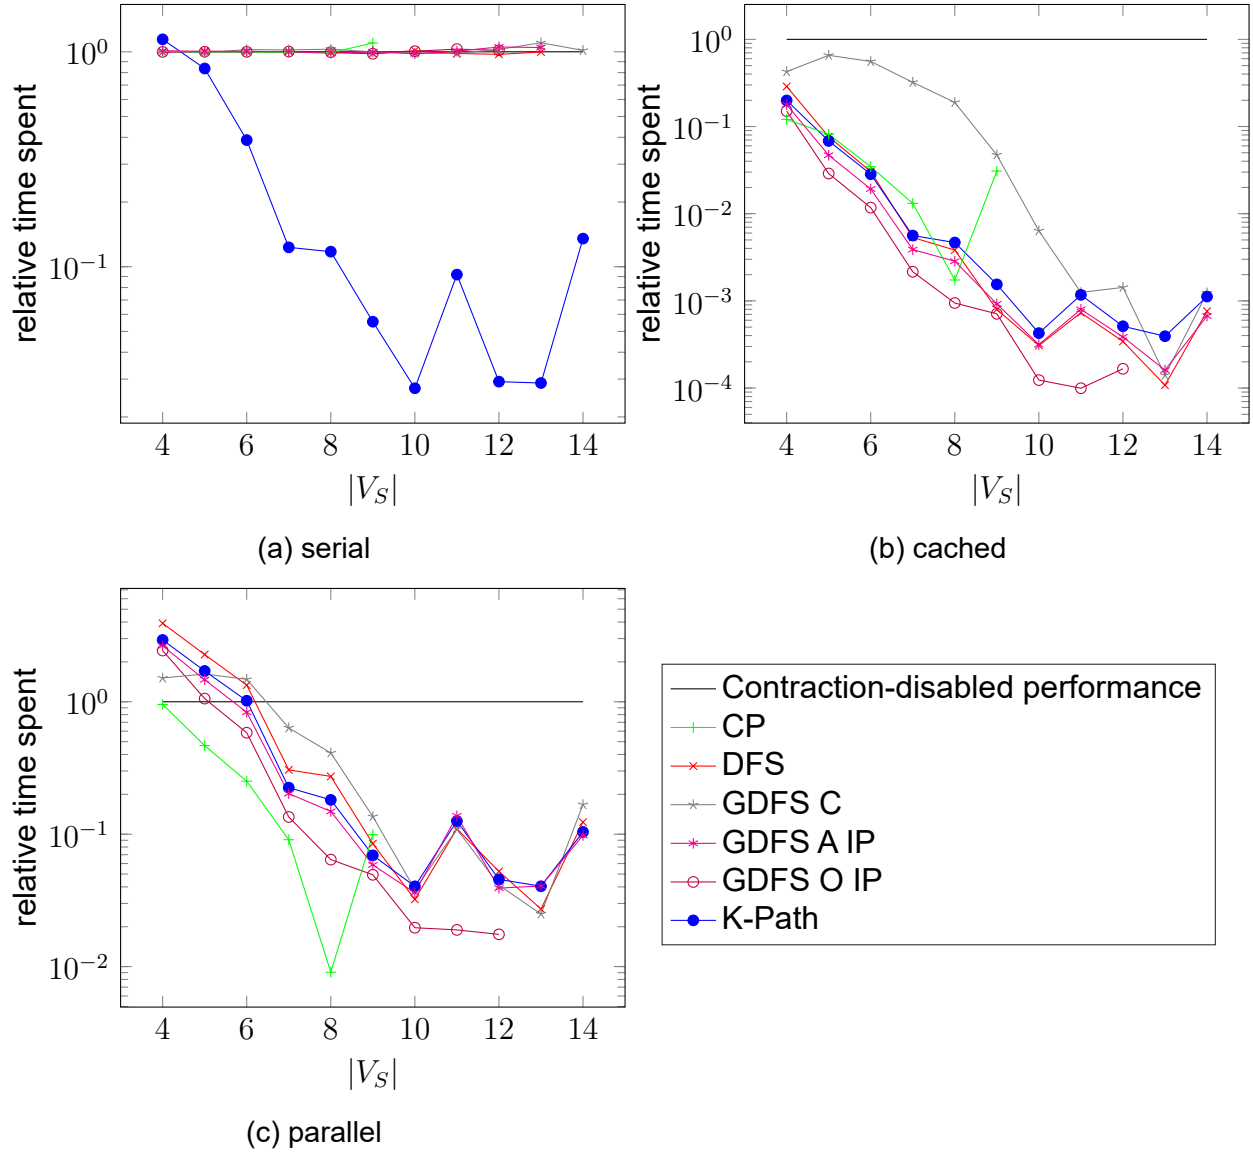 10^0
10^{-1}
relative time spent
4 6 8 10 12 14
|V_S|
(a) serial
10^0
10^{-1}
10^{-2}
10^{-3}
10^{-4}
relative time spent
4 6 8 10 12 14
|V_S|
(b) cached
10^0
10^{-1}
10^{-2}
relative time spent
4 6 8 10 12 14
|V_S|
(c) parallel
Contraction-disabled performance
CP
DFS
GDFS C
GDFS A IP
GDFS O IP
K-Path